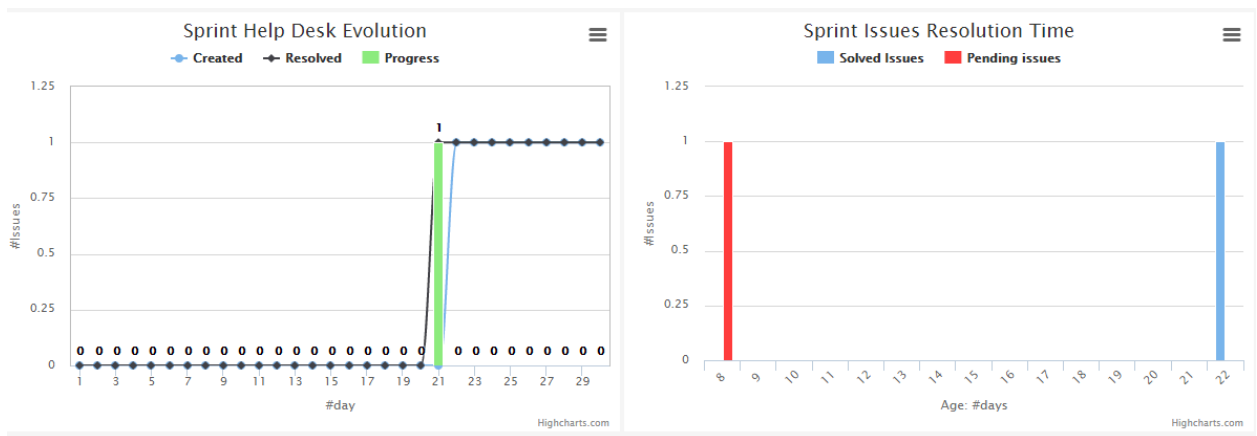 Sprint Help Desk Evolution
Created Resolved Progress
1.25
1
0.75
0.5
0.25
0
#Issues
1
0 0 0 0 0 0 0 0 0 0 0 0 0 0 0 0 0 0 0 0 0 0 0 0 0 0 0 0 0
1 3 5 7 9 11 13 15 17 19 21 23 25 27 29
#day
Highcharts.com
Sprint Issues Resolution Time
Solved Issues Pending issues
1.25
1
0.75
0.5
0.25
0
#Issues
8 9 10 11 12 13 14 15 16 17 18 19 20 21 22
Age: #days
Highcharts.com